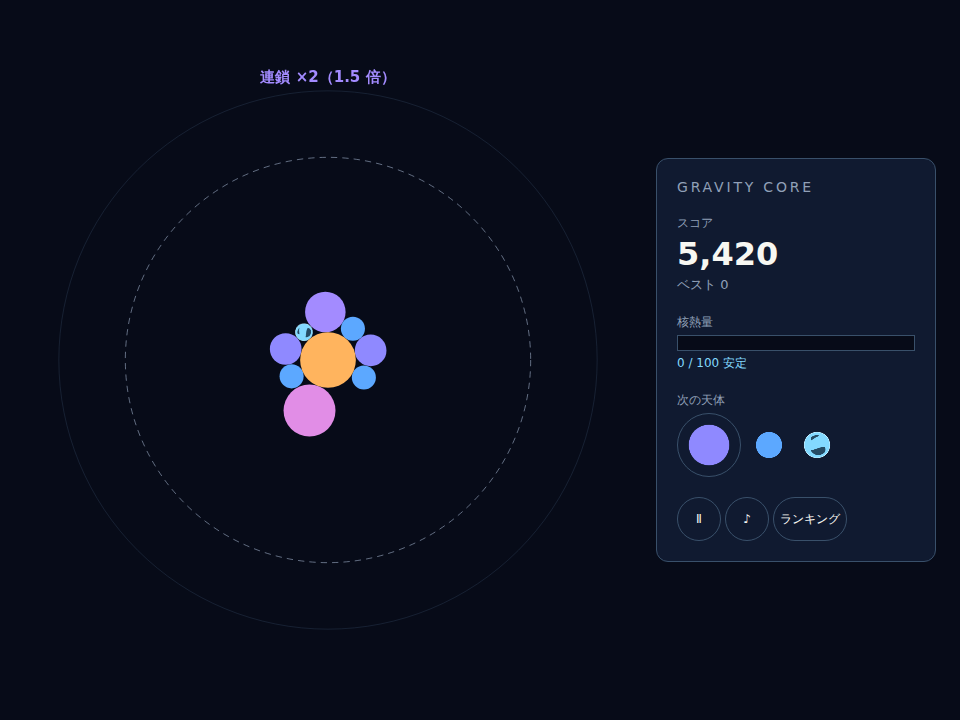 連鎖 ×2（1.5 倍）
GRAVITY CORE
スコア
5,420
ベスト 0
核熱量
0 / 100 安定
次の天体
Ⅱ ♪ ランキング